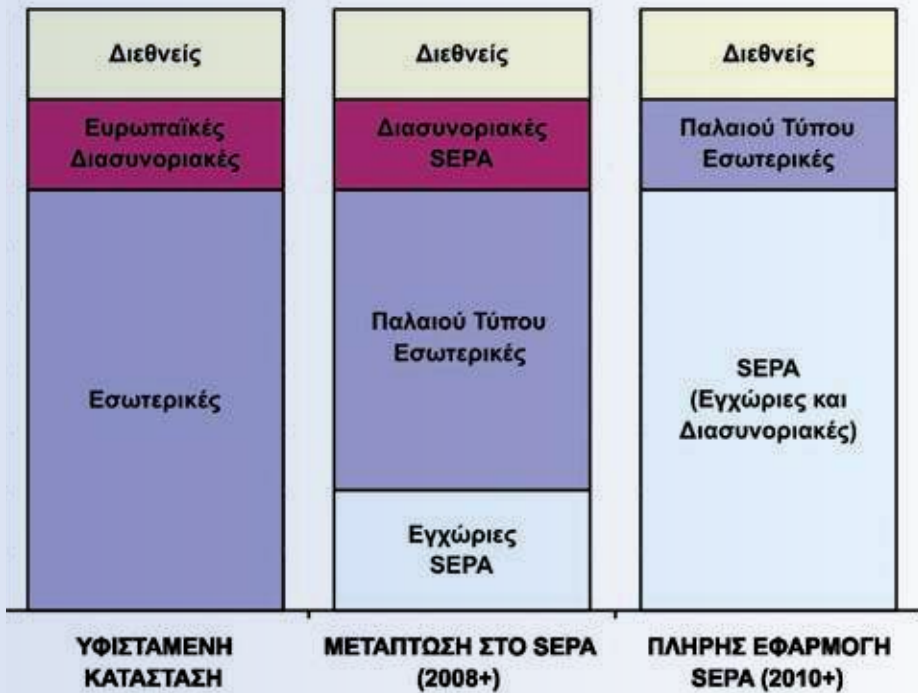 Διεθνείς
Ευρωπαϊκές
Διασυνοριακές
Εσωτερικές
ΥΦΙΣΤΑΜΕΝΗ
ΚΑΤΑΣΤΑΣΗ
Διεθνείς
Διασυνοριακές
SEPA
Παλαιού Τύπου
Εσωτερικές
Εγχώριες
SEPA
ΜΕΤΑΠΤΩΣΗ ΣΤΟ SEPA
(2008+)
Διεθνείς
Παλαιού Τύπου
Εσωτερικές
SEPA
(Εγχώριες και
Διασυνοριακές)
ΠΛΗΡΗΣ ΕΦΑΡΜΟΓΗ
SEPA (2010+)